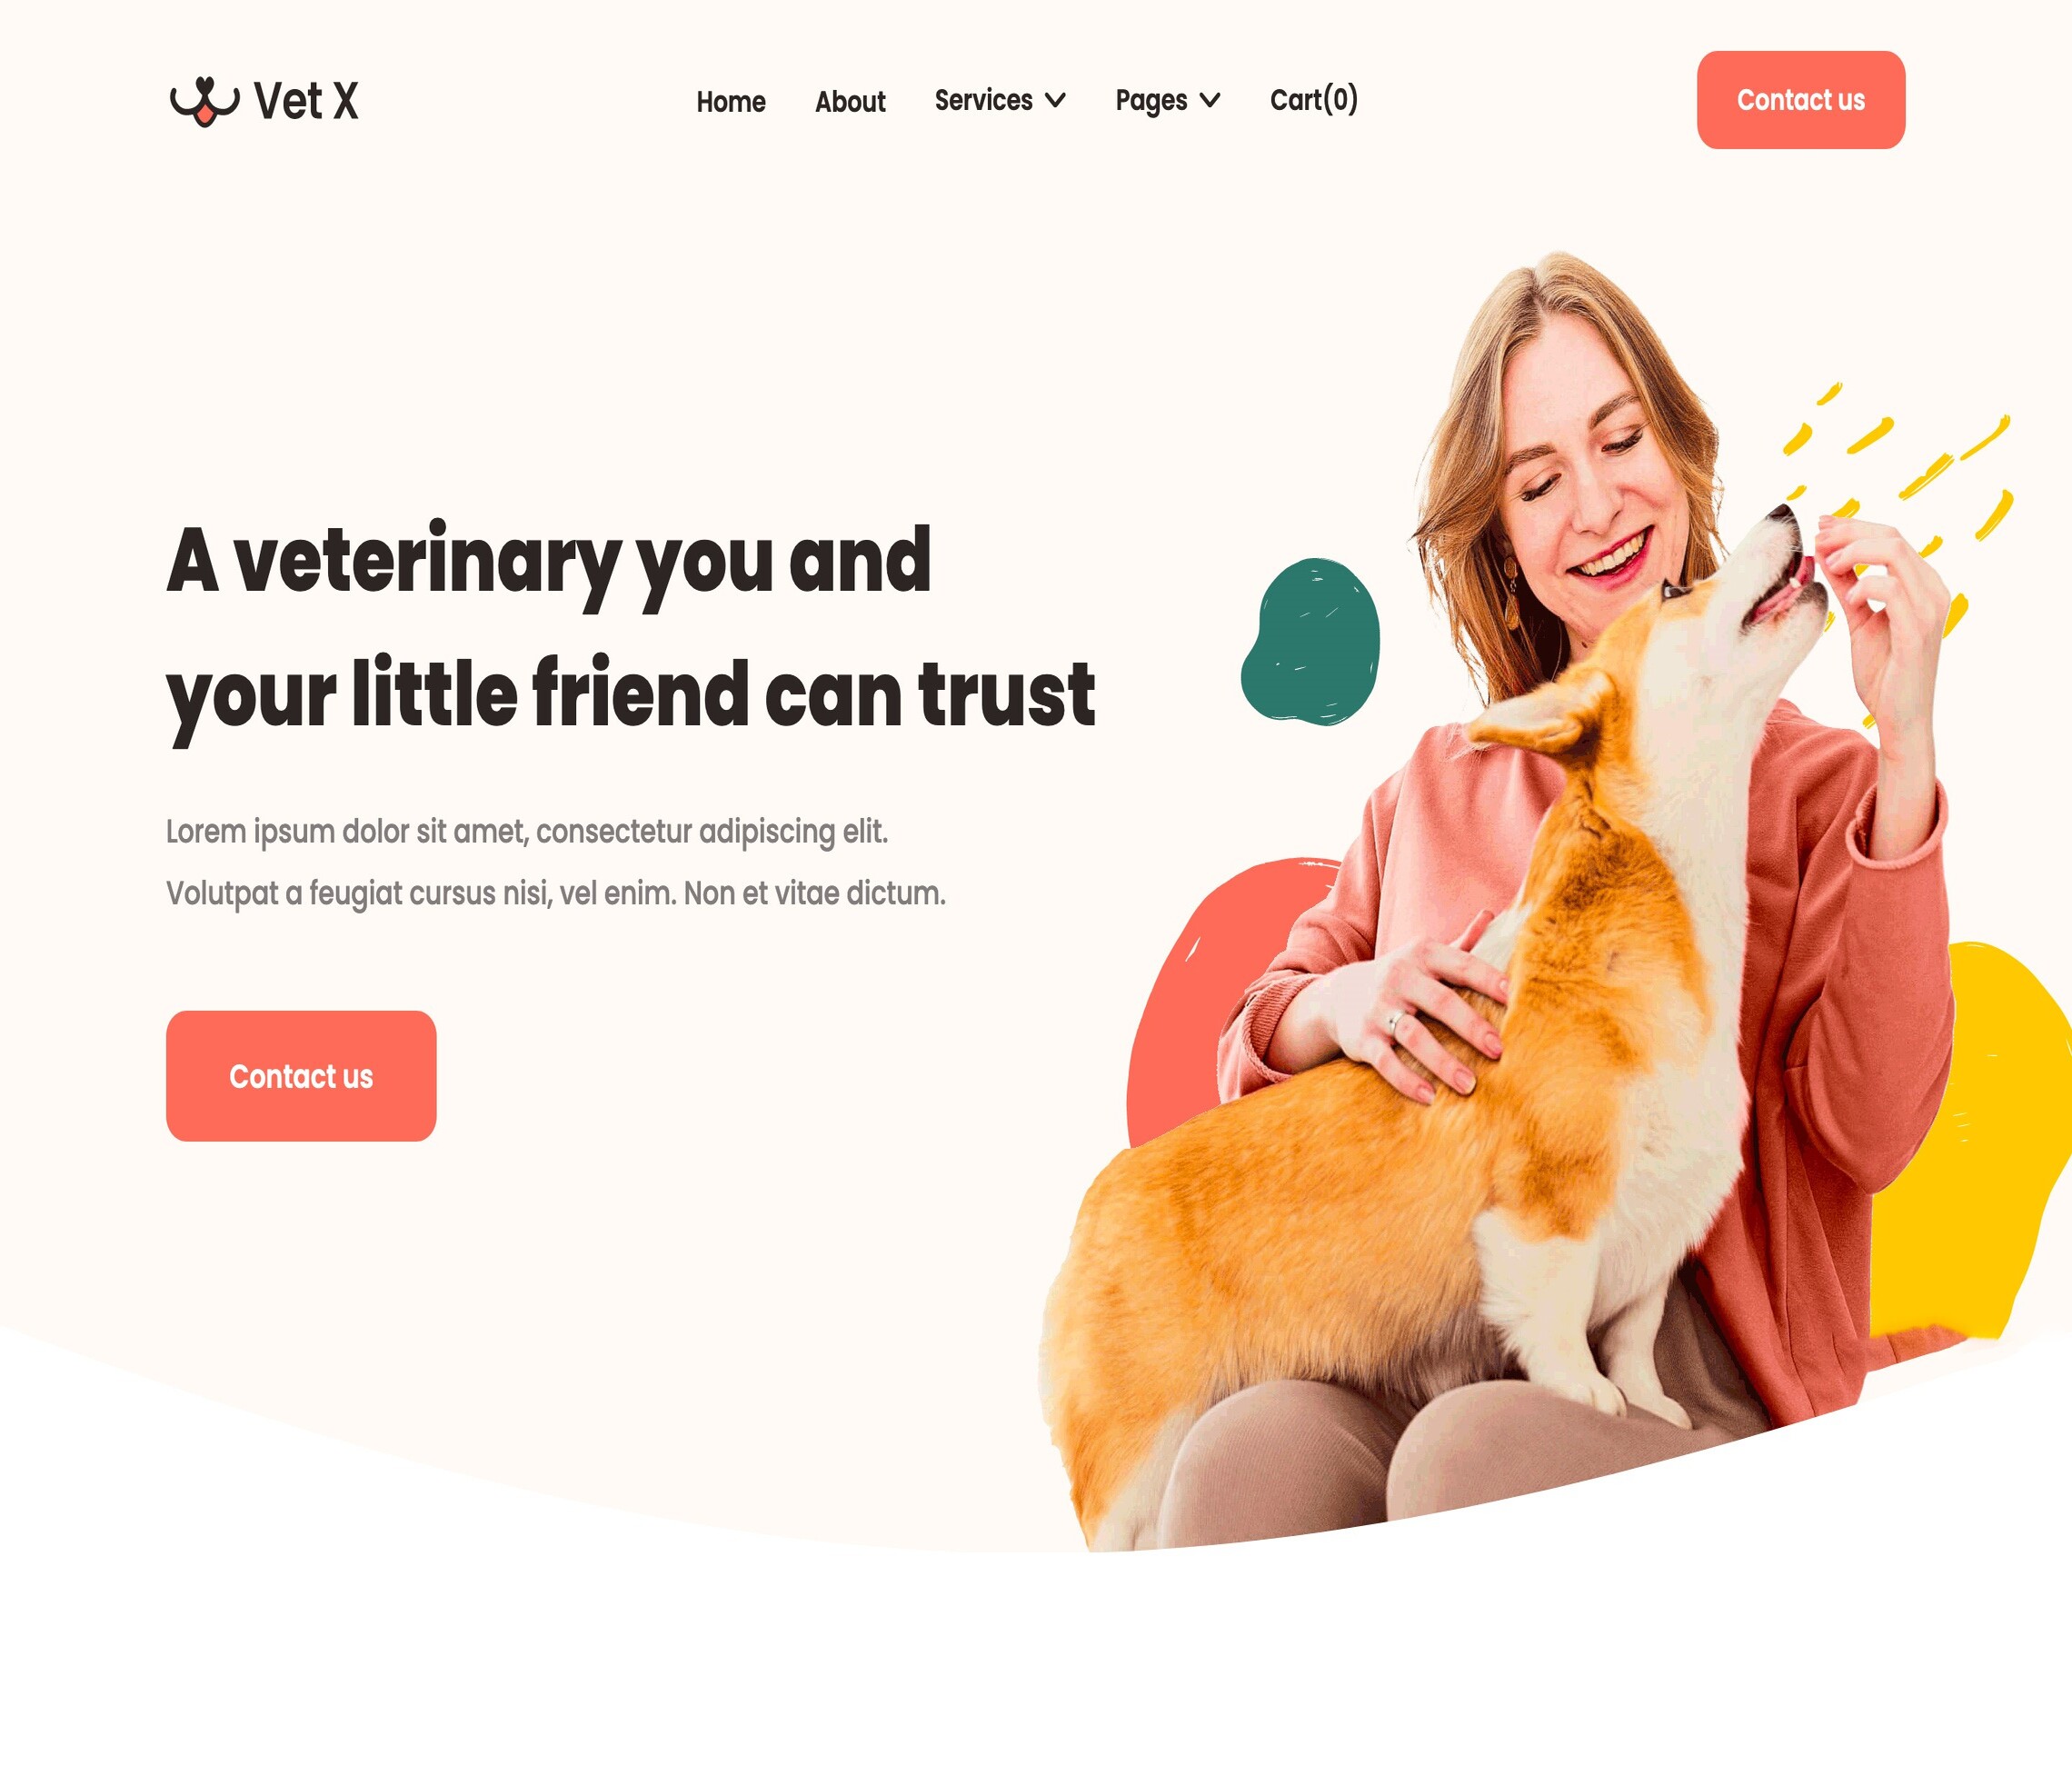 Vet X
Home About Services Pages Cart(0)
Contact us
A veterinary you and
your little friend can trust
Lorem ipsum dolor sit amet, consectetur adipiscing elit.
Volutpat a feugiat cursus nisi, vel enim. Non et vitae dictum.
Contact us